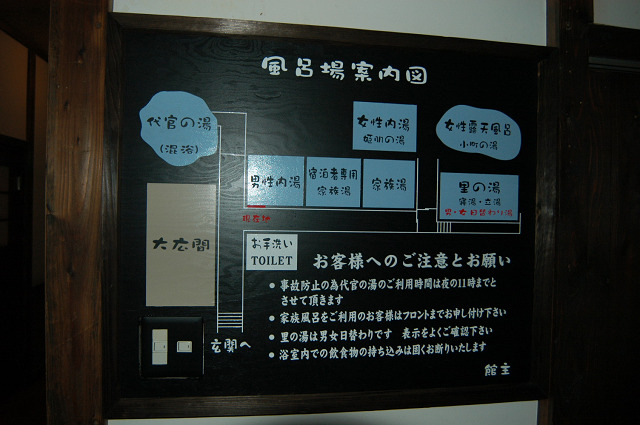 風呂場案内図
代官の湯
(混浴)
女性内湯
姫肌の湯
女性露天風呂
小町の湯
男性内湯
宿泊者専用
家族湯
家族湯
里の湯
寝湯・立湯
男・女日替わり湯
現在地
大広間
お手洗い
TOILET
お客様へのご注意とお願い
● 事故防止の為代官の湯のご利用時間は夜の11時までと
させて頂きます
● 家族風呂をご利用のお客様はフロントまでお申し付け下さい
● 里の湯は男女日替わりです 表示をよくご確認下さい
● 浴室内での飲食物の持ち込みは固くお断りいたします
玄関へ
館主